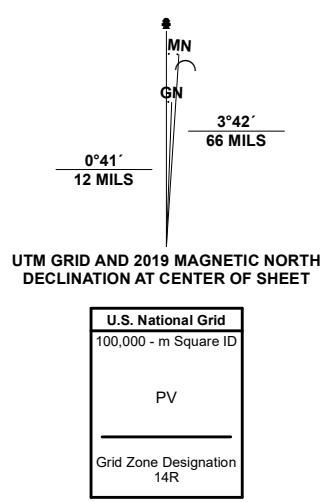 MN
GN
3°42´
66 MILS
0°41´
12 MILS
UTM GRID AND 2019 MAGNETIC NORTH
DECLINATION AT CENTER OF SHEET
U.S. National Grid
100,000 - m Square ID
PV
Grid Zone Designation
14R